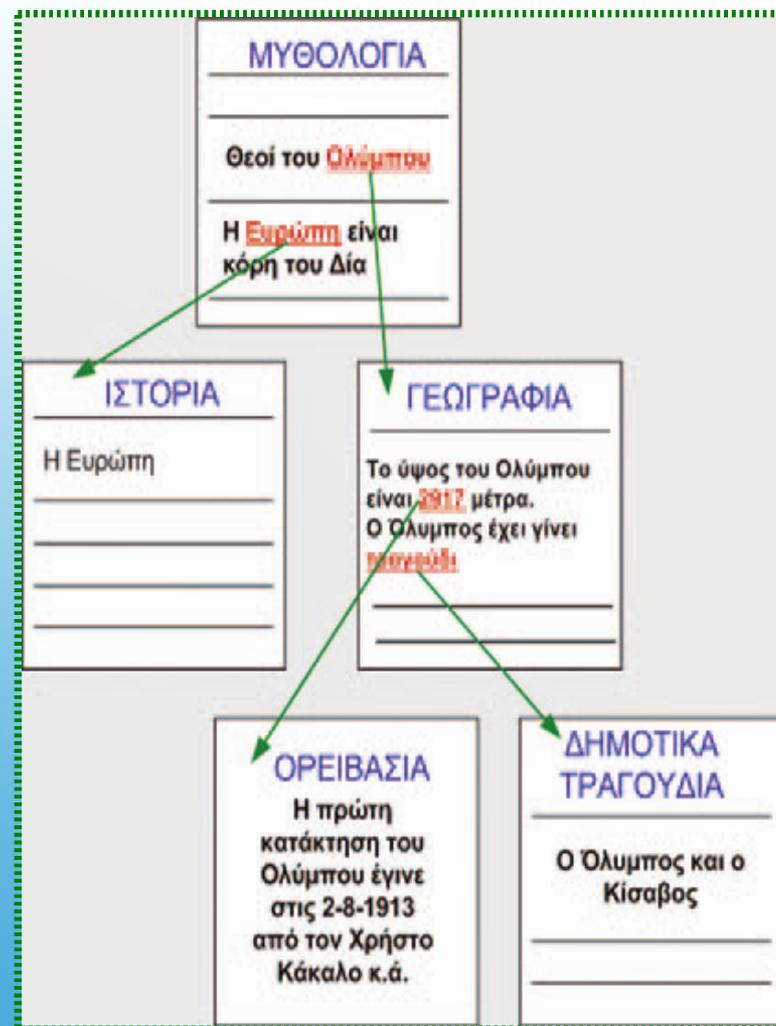 ΜΥΘΟΛΟΓΙΑ
Θεοί του Ολύμπου
Η Ευρώπη είναι
κόρη του Δία
ΙΣΤΟΡΙΑ
Η Ευρώπη
ΓΕΩΓΡΑΦΙΑ
Το ύψος του Ολύμπου
είναι 2917 μέτρα.
Ο Όλυμπος έχει γίνει
τραγούδι
ΟΡΕΙΒΑΣΙΑ
Η πρώτη
κατάκτηση του
Ολύμπου έγινε
στις 2-8-1913
από τον Χρήστο
Κάκαλο κ.ά.
ΔΗΜΟΤΙΚΑ
ΤΡΑΓΟΥΔΙΑ
Ο Όλυμπος και ο
Κίσαβος